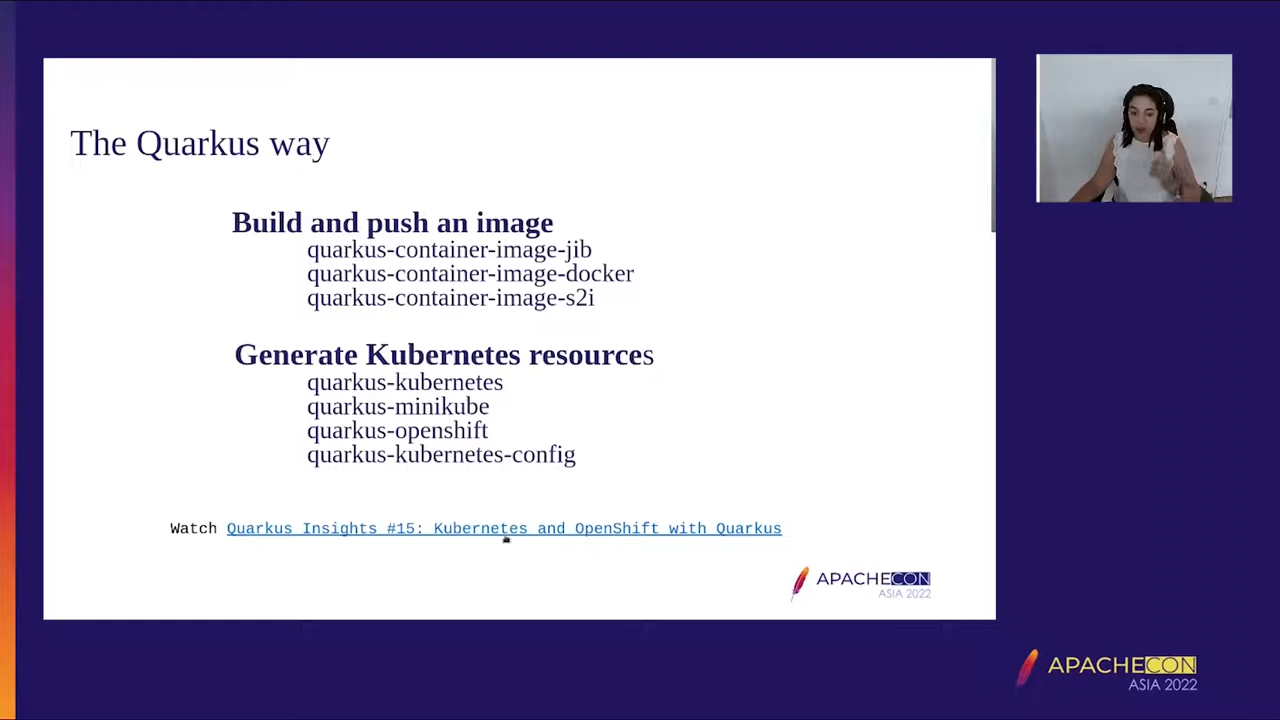 The Quarkus way
Build and push an image
quarkus-container-image-jib
quarkus-container-image-docker
quarkus-container-image-s2i
Generate Kubernetes resources
quarkus-kubernetes
quarkus-minikube
quarkus-openshift
quarkus-kubernetes-config
Watch Quarkus Insights #15: Kubernetes and OpenShift with Quarkus
APACHECON
ASIA 2022
APACHECON
ASIA 2022